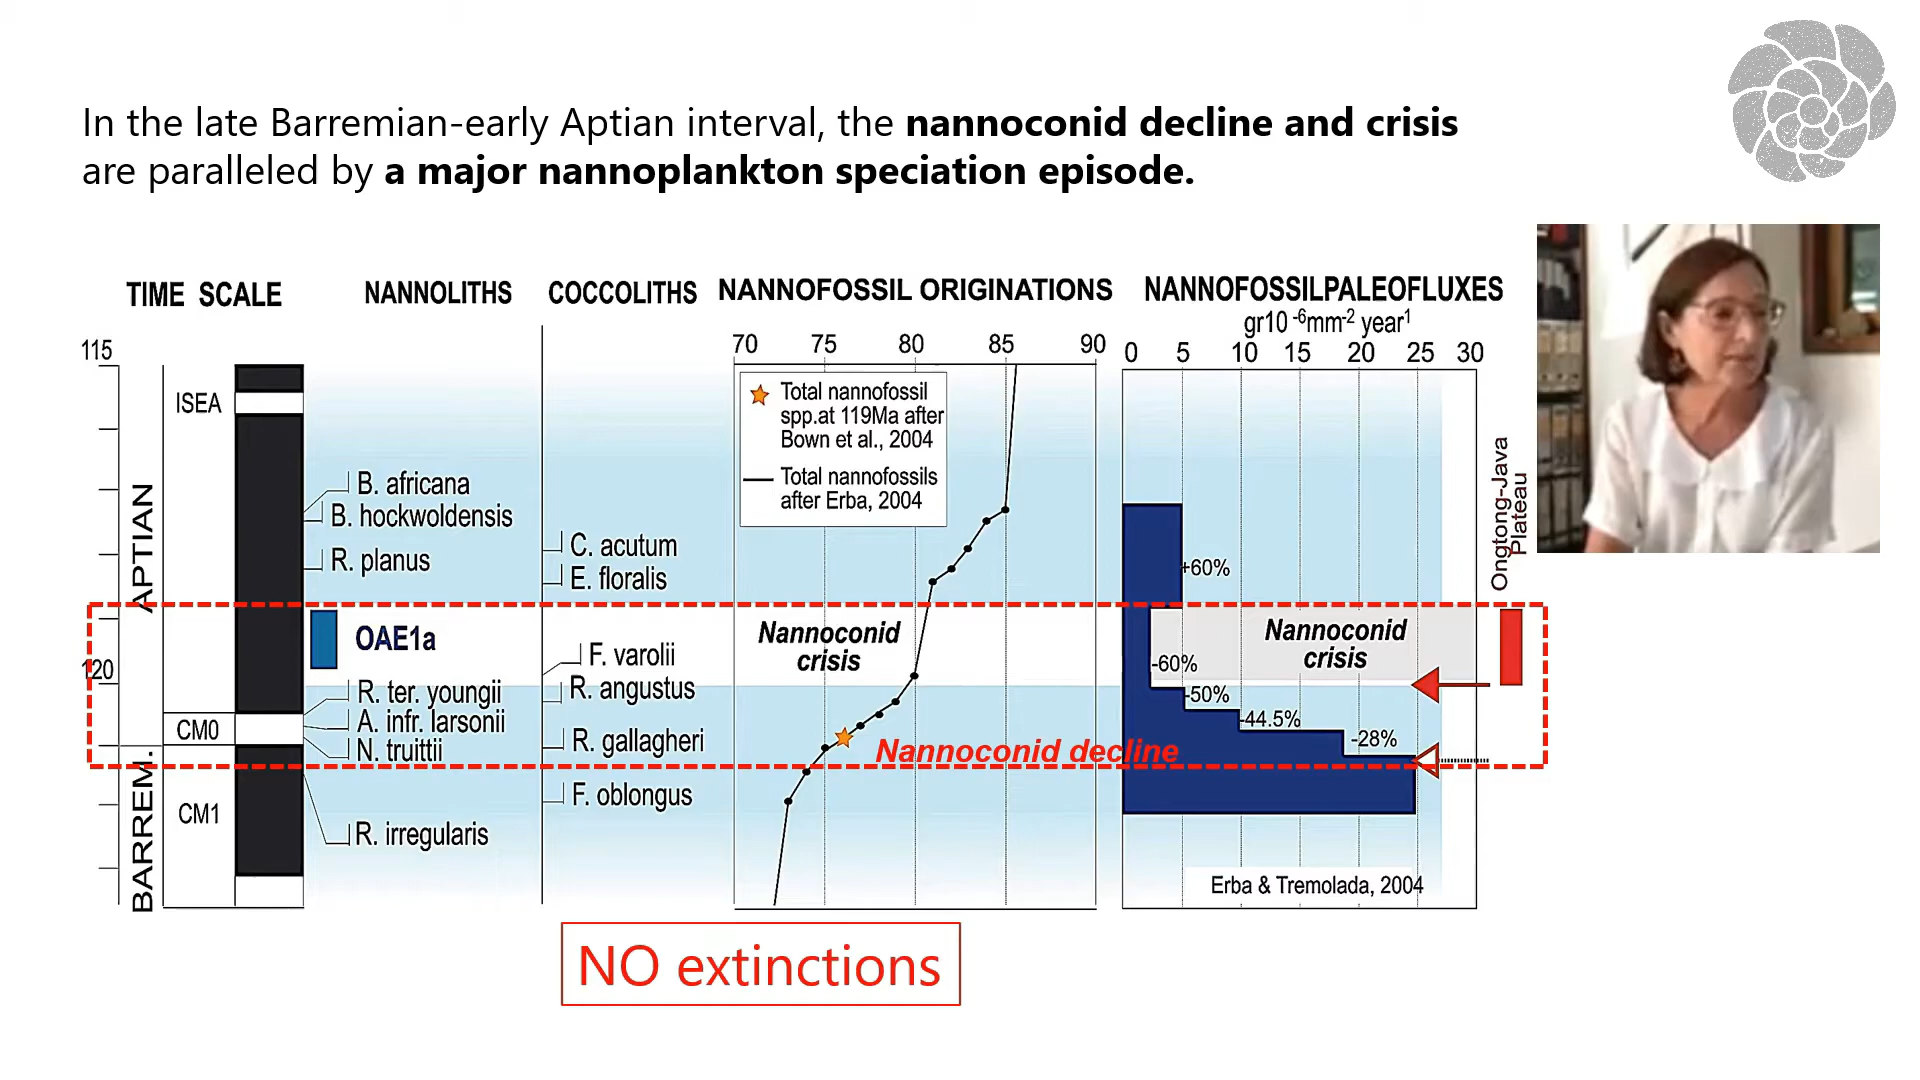 In the late Barremian-early Aptian interval, the nannoconid decline and crisis
are paralleled by a major nannoplankton speciation episode.
TIME SCALE
NANNOLITHS
COCCOLITHS
NANNOFOSSIL ORIGINATIONS
NANNOFOSSILPALEOFLUXES
gr10 -6mm-2 year1
70 75 80 85 90
0 5 10 15 20 25 30
115
120
APTIAN
BARREM.
ISEA
CM0
CM1
B. africana
B. hockwoldensis
R. planus
OAE1a
R. ter. youngii
A. infr. larsonii
N. truittii
R. irregularis
C. acutum
E. floralis
F. varolii
R. angustus
R. gallagheri
F. oblongus
Total nannofossil
spp.at 119Ma after
Bown et al., 2004
Total nannofossils
after Erba, 2004
Nannoconid
crisis
Nannoconid decline
+60%
Nannoconid
crisis
-60%
-50%
-44.5%
-28%
Erba & Tremolada, 2004
Ongtong-Java
Plateau
NO extinctions